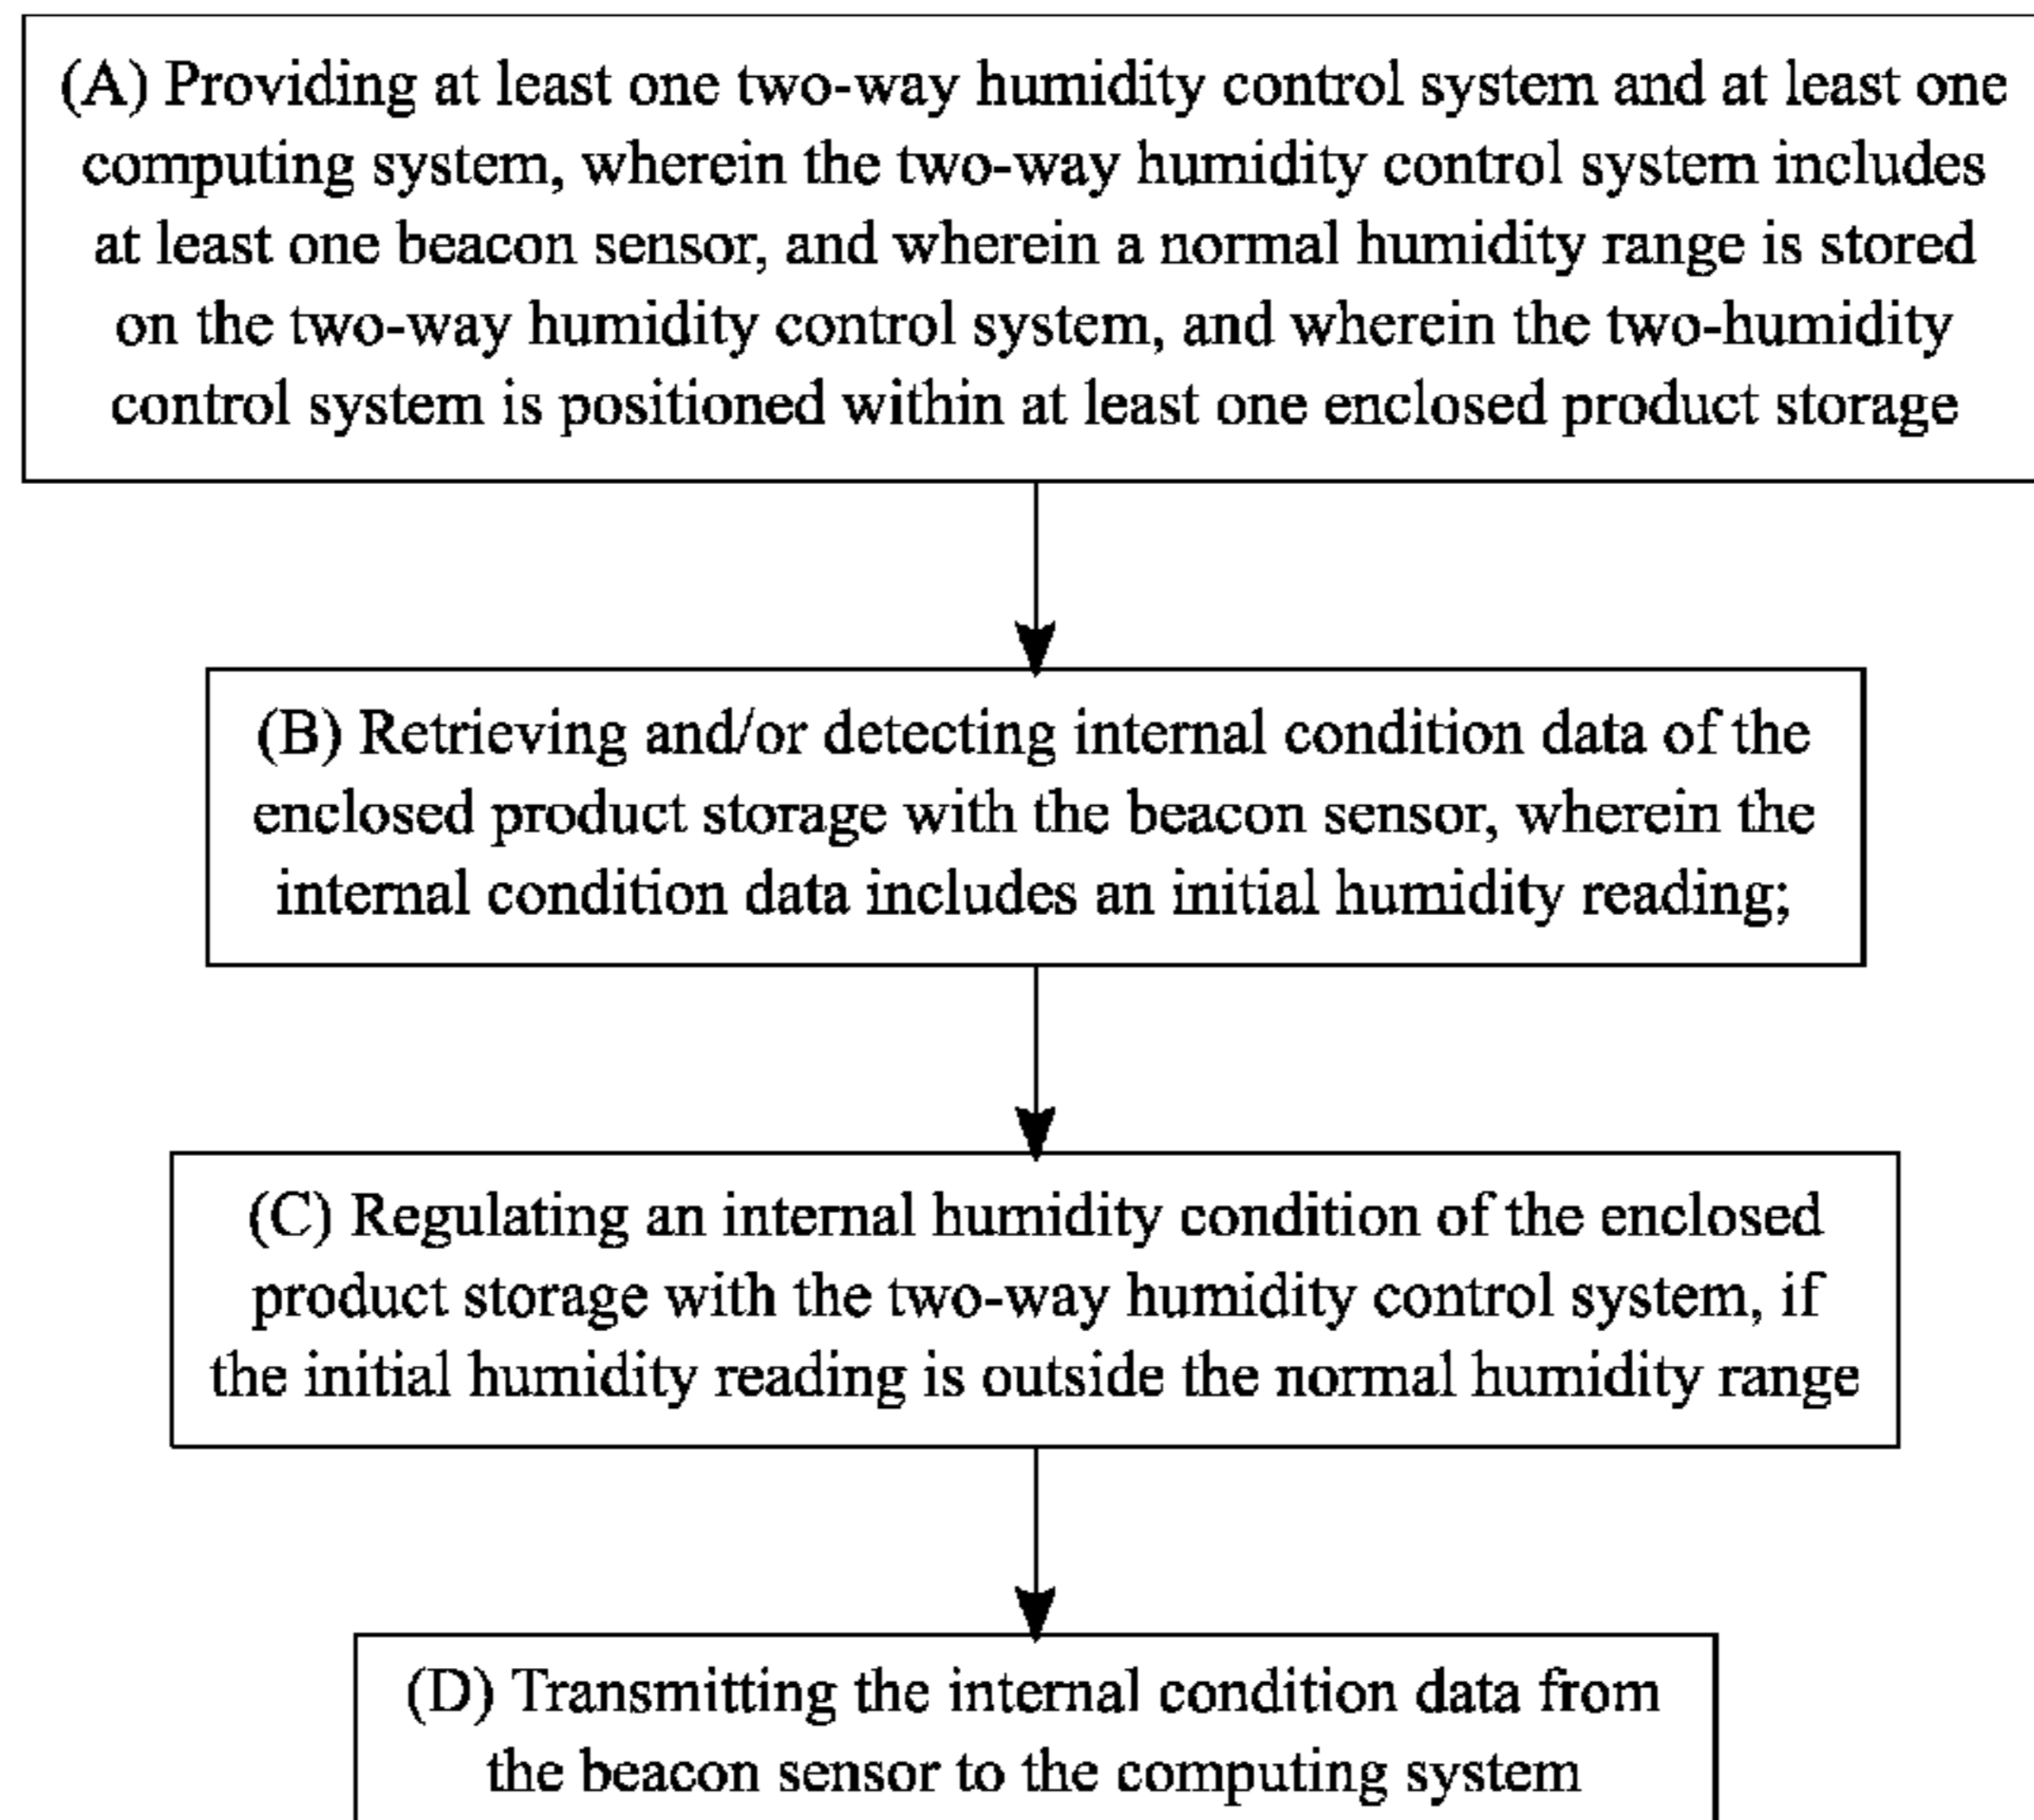 (A) Providing at least one two-way humidity control system and at least one
computing system, wherein the two-way humidity control system includes
at least one beacon sensor, and wherein a normal humidity range is stored
on the two-way humidity control system, and wherein the two-humidity
control system is positioned within at least one enclosed product storage
(B) Retrieving and/or detecting internal condition data of the
enclosed product storage with the beacon sensor, wherein the
internal condition data includes an initial humidity reading;
(C) Regulating an internal humidity condition of the enclosed
product storage with the two-way humidity control system, if
the initial humidity reading is outside the normal humidity range
(D) Transmitting the internal condition data from
the beacon sensor to the computing system